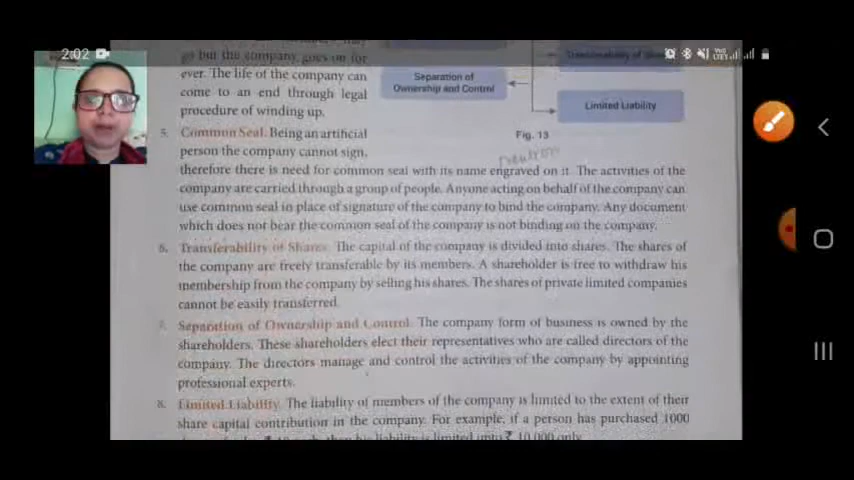 2:02
go but the company goes on for
ever. The life of the company can
come to an end through legal
procedure of winding up.
Separation of
Ownership and Control
Limited Liability
Fig. 13
5. Common Seal. Being an artificial
person the company cannot sign,
therefore there is need for common seal with its name engraved on it. The activities of the
company are carried through a group of people. Anyone acting on behalf of the company can
use common seal in place of signature of the company to bind the company. Any document
which does not bear the common seal of the company is not binding on the company.
6. Transferability of Shares. The capital of the company is divided into shares. The shares of
the company are freely transferable by its members. A shareholder is free to withdraw his
membership from the company by selling his shares. The shares of private limited companies
cannot be easily transferred.
7. Separation of Ownership and Control. The company form of business is owned by the
shareholders. These shareholders elect their representatives who are called directors of the
company. The directors manage and control the activities of the company by appointing
professional experts.
8. Limited Liability. The liability of members of the company is limited to the extent of their
share capital contribution in the company. For example, if a person has purchased 1000
then his liability is limited upto ₹ 10,000 only.